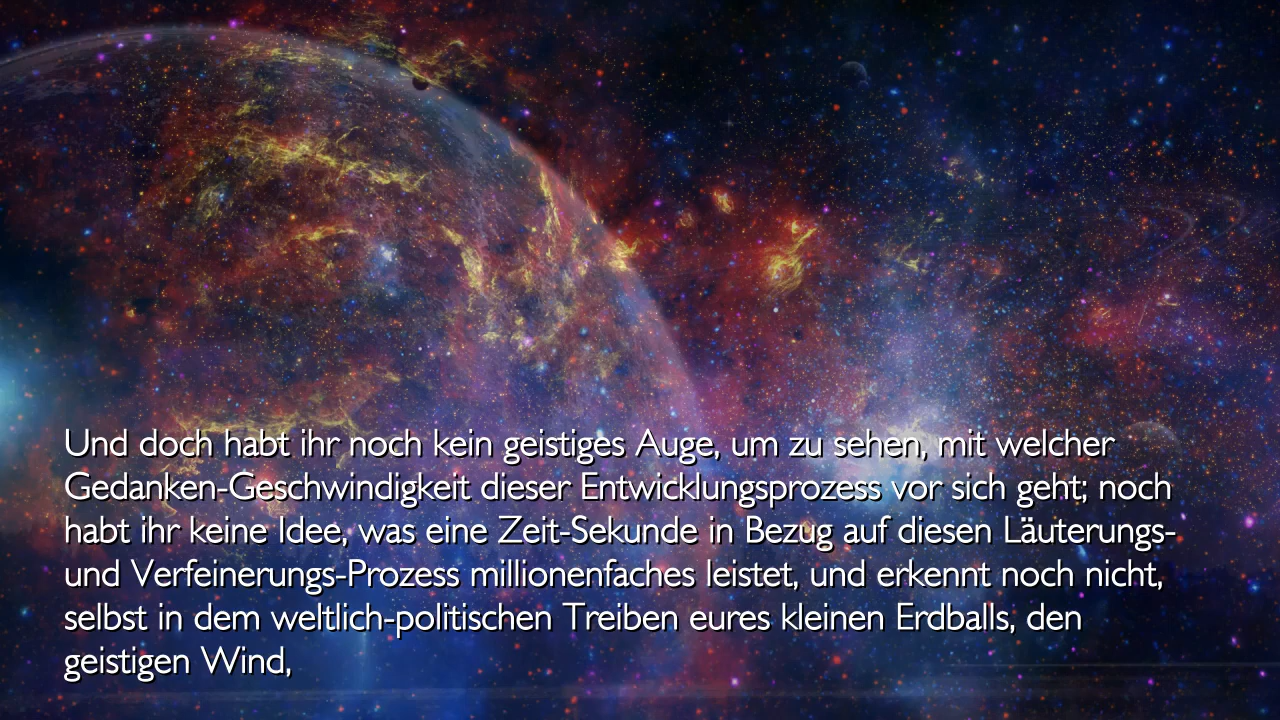 Und doch habt ihr noch kein geistiges Auge, um zu sehen, mit welcher
Gedanken-Geschwindigkeit dieser Entwicklungsprozess vor sich geht; noch
habt ihr keine Idee, was eine Zeit-Sekunde in Bezug auf diesen Läuterungs-
und Verfeinerungs-Prozess millionenfaches leistet, und erkennt noch nicht,
selbst in dem weltlich-politischen Treiben eures kleinen Erdballs, den
geistigen Wind,